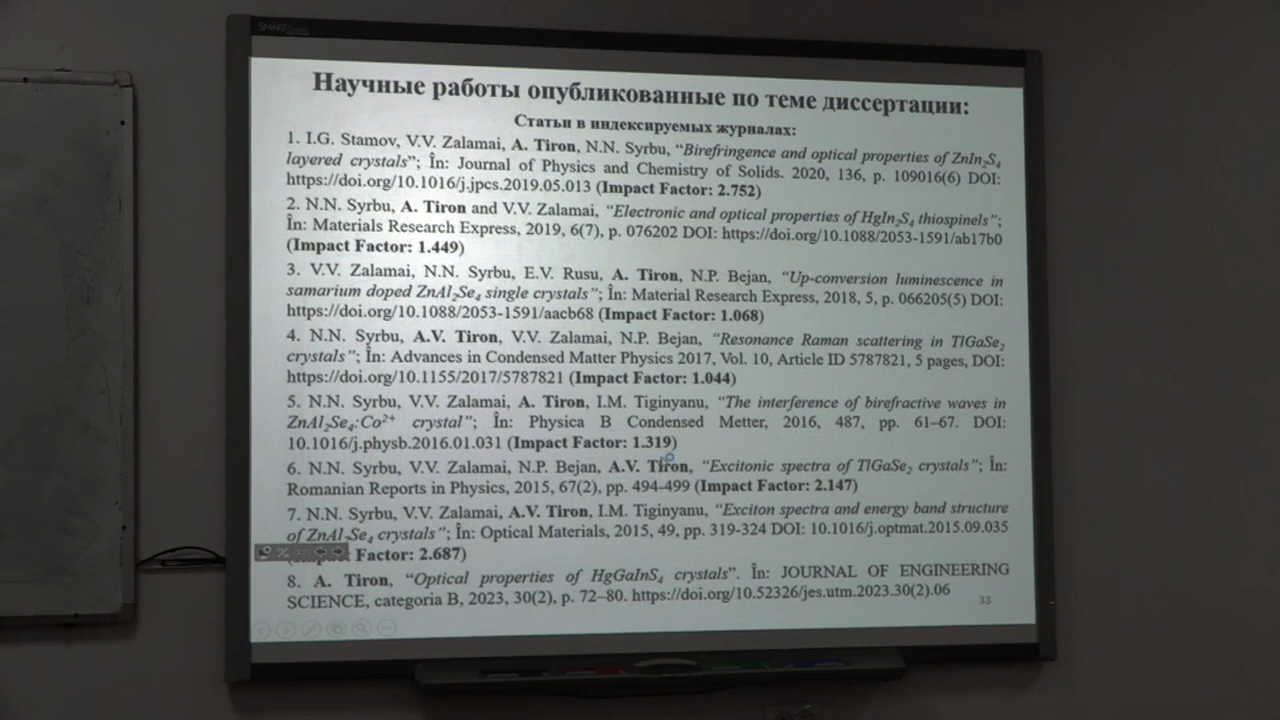 SMART
Научные работы опубликованные по теме диссертации:
Статьи в индексируемых журналах:
1. I.G. Stamov, V.V. Zalamai, A. Tiron, N.N. Syrbu, “Birefringence and optical properties of ZnIn₂S₄
layered crystals”; În: Journal of Physics and Chemistry of Solids. 2020, 136, p. 109016(6) DOI:
https://doi.org/10.1016/j.jpcs.2019.05.013 (Impact Factor: 2.752)
2. N.N. Syrbu, A. Tiron and V.V. Zalamai, “Electronic and optical properties of HgIn₂S₄ thiospinels”;
În: Materials Research Express, 2019, 6(7), p. 076202 DOI: https://doi.org/10.1088/2053-1591/ab17b0
(Impact Factor: 1.449)
3. V.V. Zalamai, N.N. Syrbu, E.V. Rusu, A. Tiron, N.P. Bejan, “Up-conversion luminescence in
samarium doped ZnAl₂Se₄ single crystals”; În: Material Research Express, 2018, 5, p. 066205(5) DOI:
https://doi.org/10.1088/2053-1591/aacb68 (Impact Factor: 1.068)
4. N.N. Syrbu, A.V. Tiron, V.V. Zalamai, N.P. Bejan, “Resonance Raman scattering in TlGaSe₂
crystals”; În: Advances in Condensed Matter Physics 2017, Vol. 10, Article ID 5787821, 5 pages, DOI:
https://doi.org/10.1155/2017/5787821 (Impact Factor: 1.044)
5. N.N. Syrbu, V.V. Zalamai, A. Tiron, I.M. Tiginyanu, “The interference of birefractive waves in
ZnAl₂Se₄:Co²⁺ crystal”; În: Physica B Condensed Metter, 2016, 487, pp. 61–67. DOI:
10.1016/j.physb.2016.01.031 (Impact Factor: 1.319)
6. N.N. Syrbu, V.V. Zalamai, N.P. Bejan, A.V. Tiron, “Excitonic spectra of TlGaSe₂ crystals”; În:
Romanian Reports in Physics, 2015, 67(2), pp. 494-499 (Impact Factor: 2.147)
7. N.N. Syrbu, V.V. Zalamai, A.V. Tiron, I.M. Tiginyanu, “Exciton spectra and energy band structure
of ZnAl₂Se₄ crystals”; În: Optical Materials, 2015, 49, pp. 319-324 DOI: 10.1016/j.optmat.2015.09.035
Factor: 2.687)
8. A. Tiron, “Optical properties of HgGaInS₄ crystals”. În: JOURNAL OF ENGINEERING
SCIENCE, categoria B, 2023, 30(2), p. 72–80. https://doi.org/10.52326/jes.utm.2023.30(2).06
33